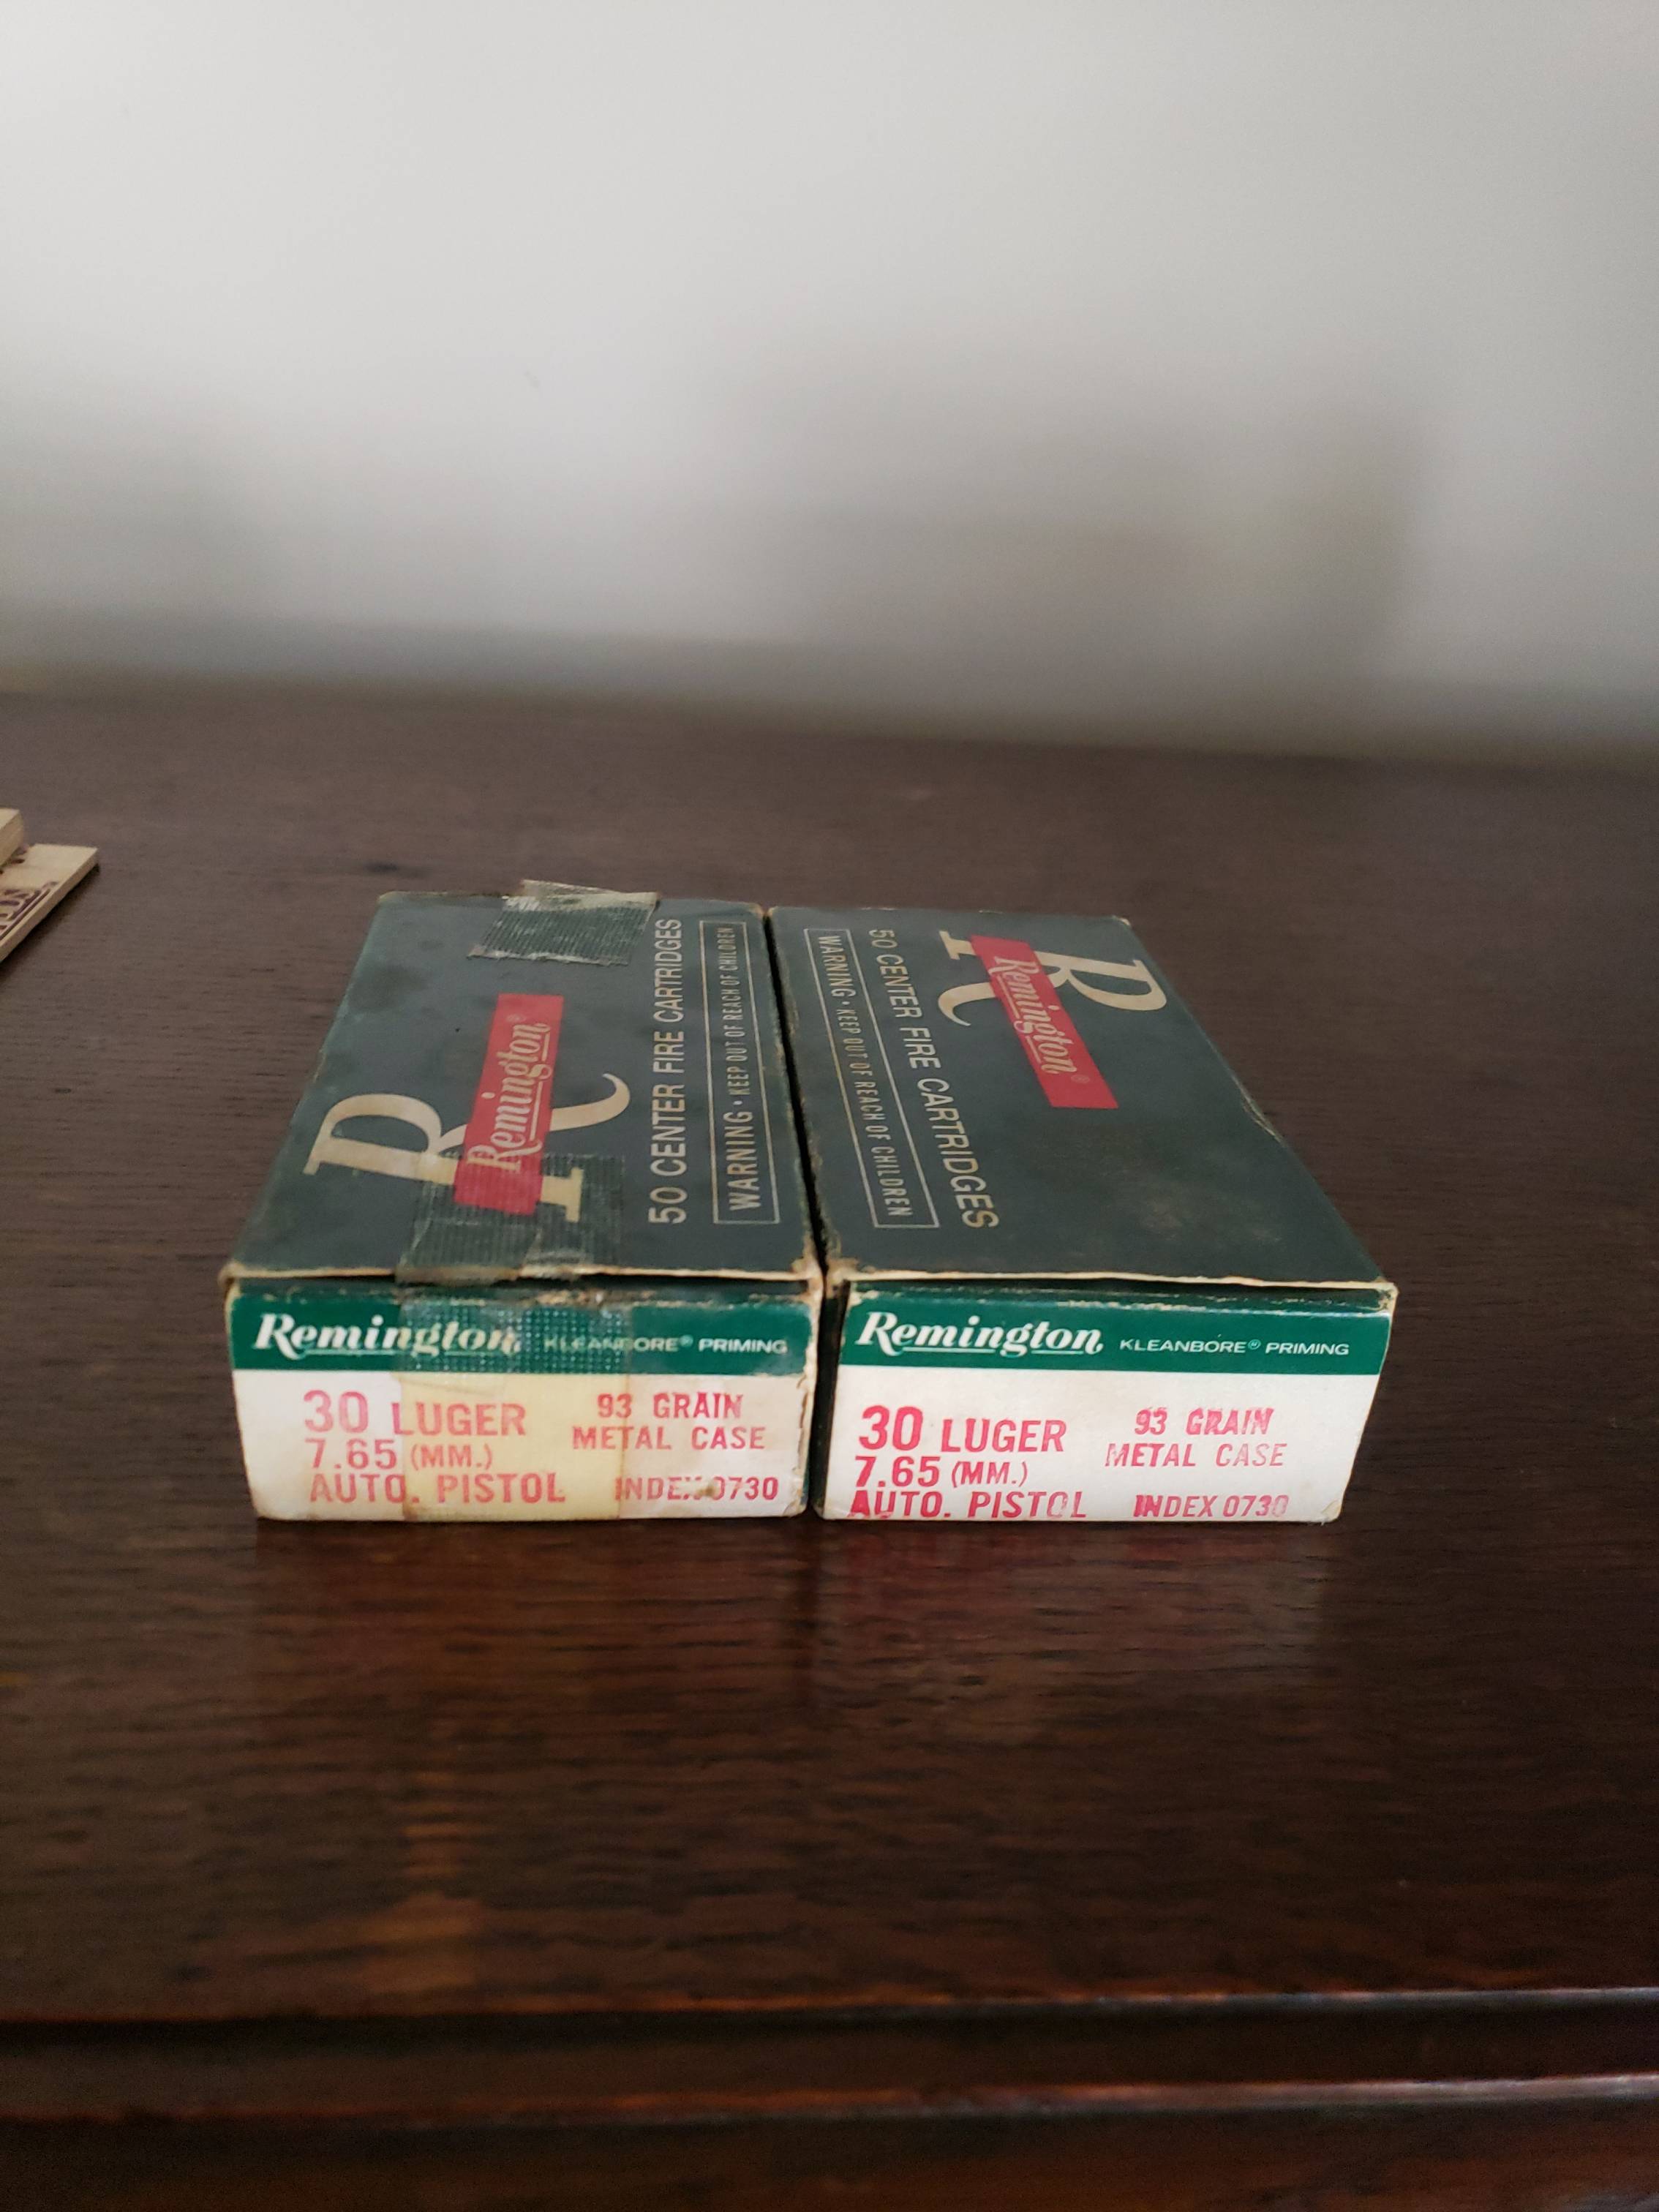 R
Remington®
50 CENTER FIRE CARTRIDGES
WARNING • KEEP OUT OF REACH OF CHILDREN
Remington KLEANBORE® PRIMING
30 LUGER
7.65 (MM.)
AUTO. PISTOL
93 GRAIN
METAL CASE
INDEX 0730
R
Remington®
50 CENTER FIRE CARTRIDGES
WARNING • KEEP OUT OF REACH OF CHILDREN
Remington KLEANBORE® PRIMING
30 LUGER
7.65 (MM.)
AUTO. PISTOL
93 GRAIN
METAL CASE
INDEX 0730